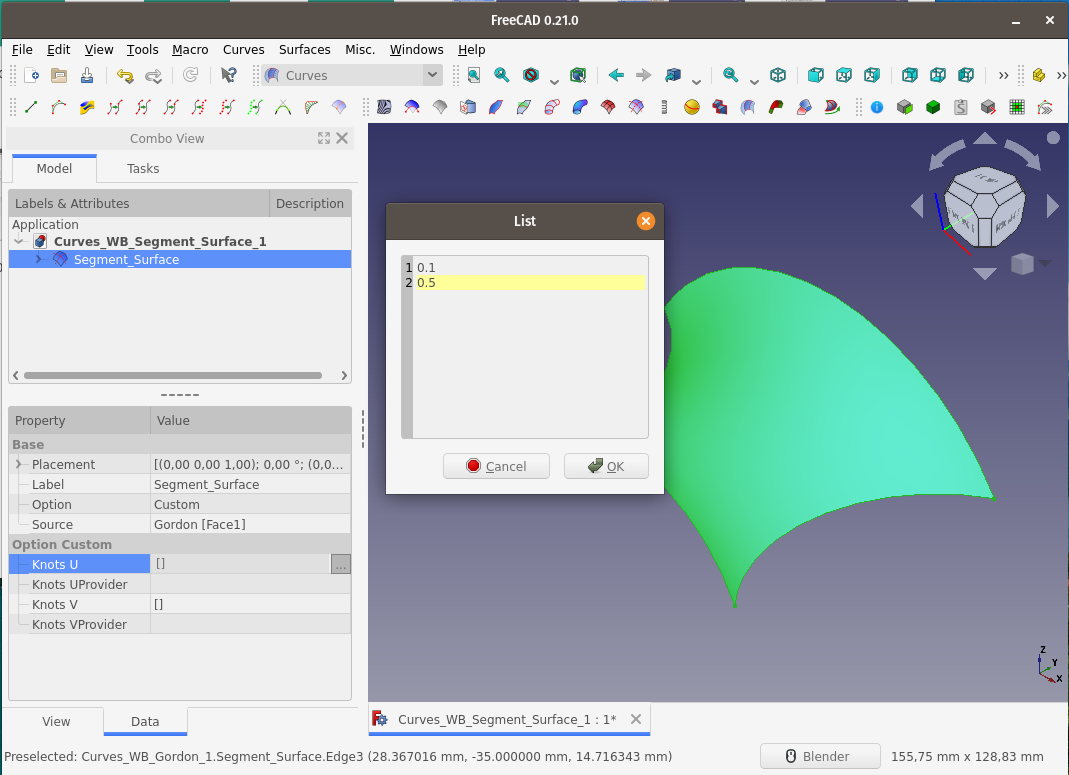 FreeCAD 0.21.0
File Edit View Tools Macro Curves Surfaces Misc. Windows Help
Curves
Combo View
Model Tasks
Labels & Attributes Description
Application
Curves_WB_Segment_Surface_1
Segment_Surface
Property Value
Base
Placement [(0,00 0,00 1,00); 0,00 °; (0,0...
Label Segment_Surface
Option Custom
Source Gordon [Face1]
Option Custom
Knots U [] ...
Knots UProvider
Knots V []
Knots VProvider
View Data
List
1 0.1
2 0.5
Cancel OK
Z
Y
X
Curves_WB_Segment_Surface_1 : 1*
Preselected: Curves_WB_Gordon_1.Segment_Surface.Edge3 (28.367016 mm, -35.000000 mm, 14.716343 mm) Blender 155,75 mm x 128,83 mm